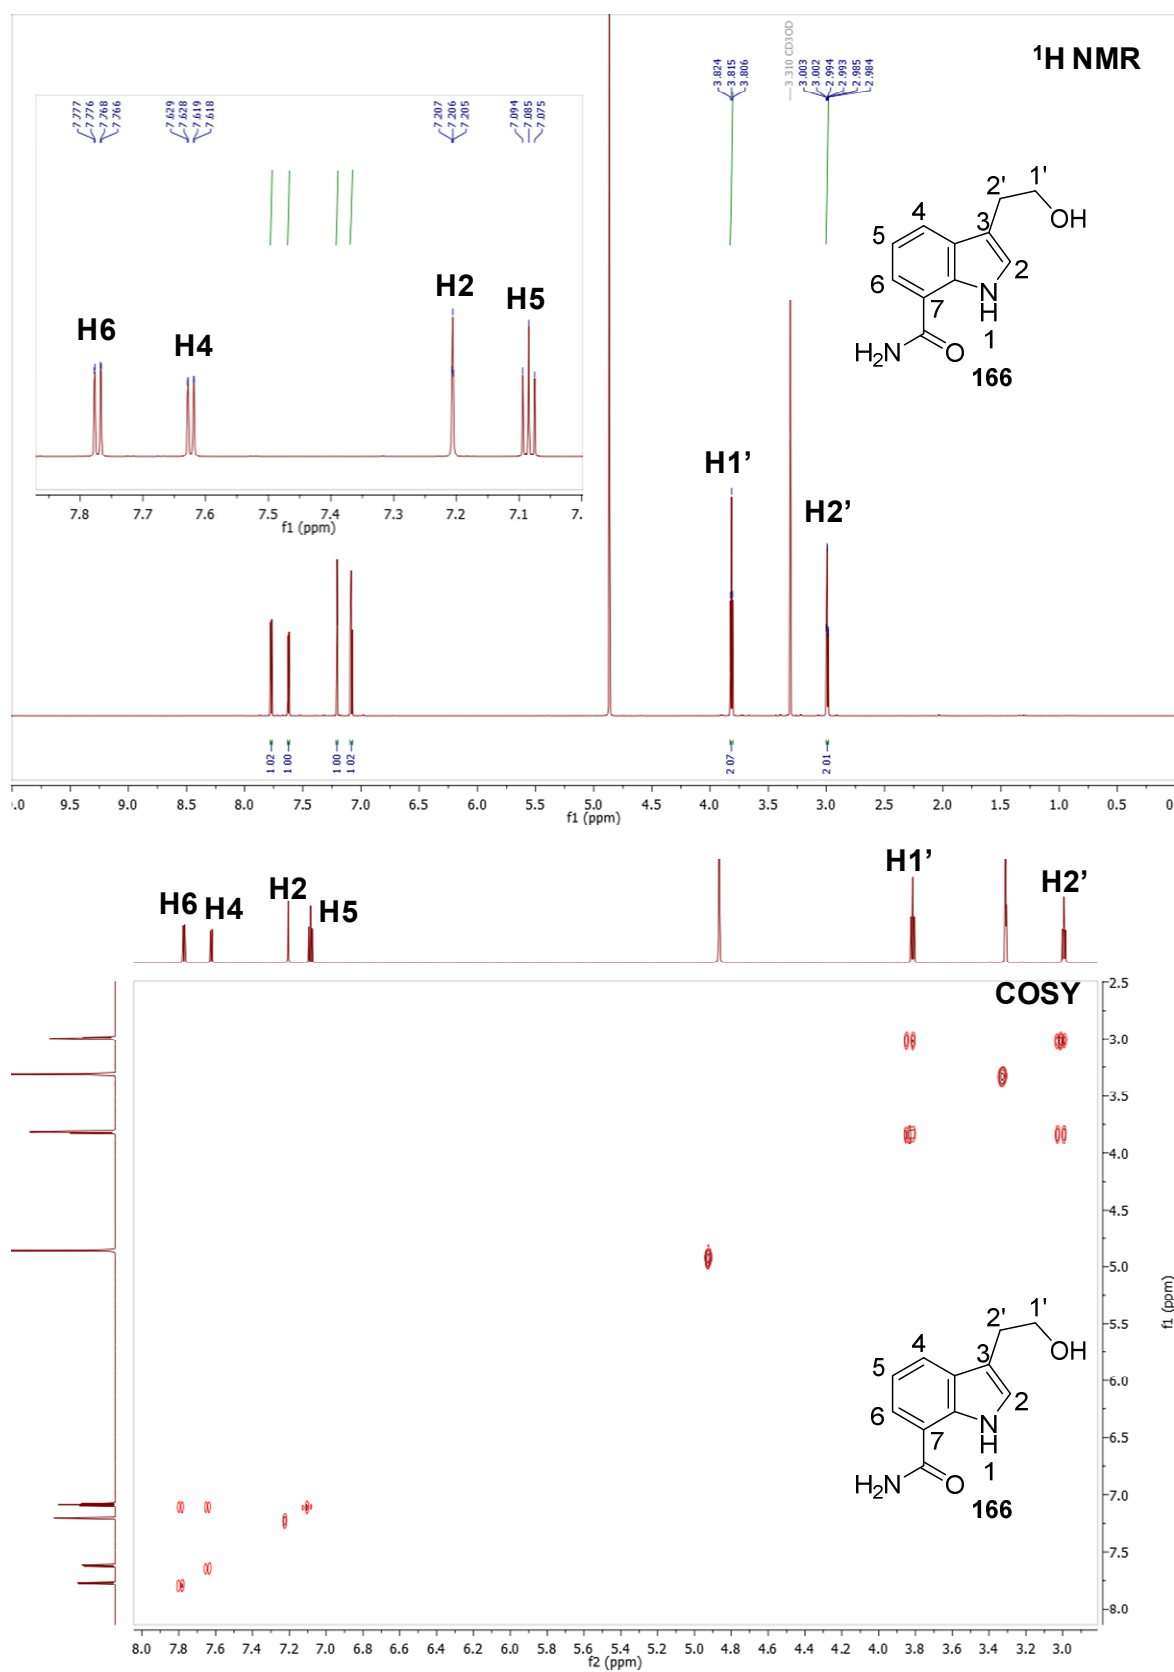 ¹H NMR
3.824
3.815
3.806
3.310 CD3OD
3.003
3.002
2.994
2.993
2.985
2.984
7.777
7.776
7.768
7.766
7.629
7.628
7.619
7.618
7.207
7.206
7.205
7.094
7.085
7.075
H6
H4
H2
H5
7.8 7.7 7.6 7.5 7.4 7.3 7.2 7.1 7.
f1 (ppm)
H1’
H2’
2' 1'
OH
4
3
5
2
6
7
N
H
1
H₂N O
166
1.02
1.00
1.00
1.02
2.07
2.01
.0 9.5 9.0 8.5 8.0 7.5 7.0 6.5 6.0 5.5 5.0 4.5 4.0 3.5 3.0 2.5 2.0 1.5 1.0 0.5 0
f1 (ppm)
H6
H4
H2
H5
H1’
H2’
COSY
2.5
3.0
3.5
4.0
4.5
5.0
5.5
6.0
6.5
7.0
7.5
8.0
f1 (ppm)
2' 1'
OH
4
3
5
2
6
7
N
H
1
H₂N O
166
8.0 7.8 7.6 7.4 7.2 7.0 6.8 6.6 6.4 6.2 6.0 5.8 5.6 5.4 5.2 5.0 4.8 4.6 4.4 4.2 4.0 3.8 3.6 3.4 3.2 3.0
f2 (ppm)